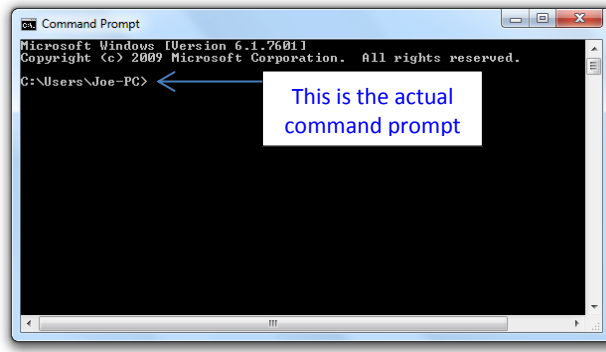 Command Prompt
Microsoft Windows [Version 6.1.7601]
Copyright (c) 2009 Microsoft Corporation.  All rights reserved.
C:\Users\Joe-PC>
This is the actual
command prompt